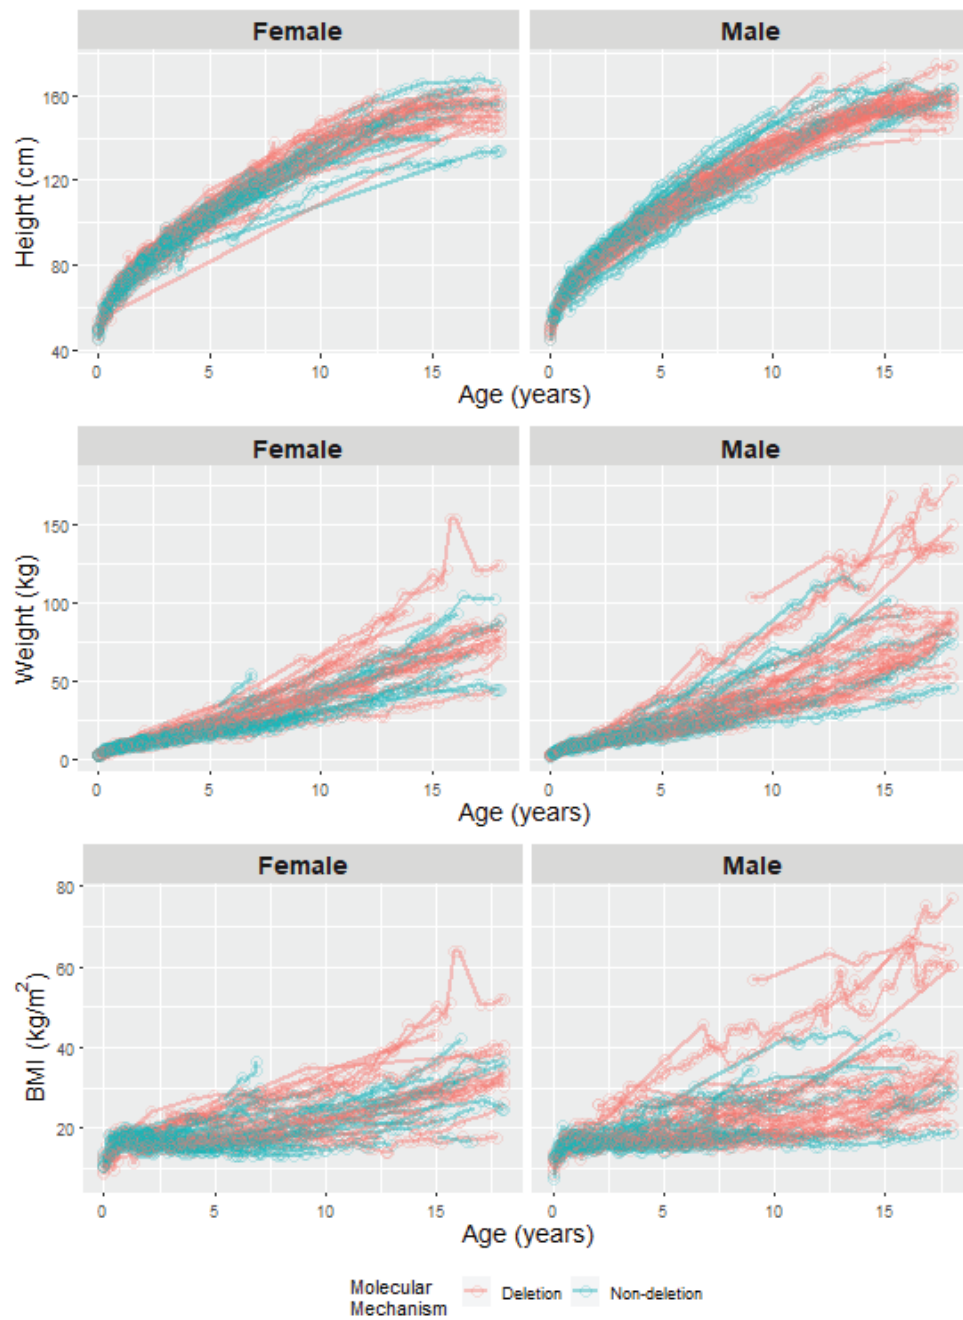 Female Male
Height (cm)
160
120
80
40
0 5 10 15 0 5 10 15
Age (years)
Female Male
Weight (kg)
150
100
50
0
0 5 10 15 0 5 10 15
Age (years)
Female Male
BMI (kg/m²)
80
60
40
20
0 5 10 15 0 5 10 15
Age (years)
Molecular
Mechanism
Deletion Non-deletion